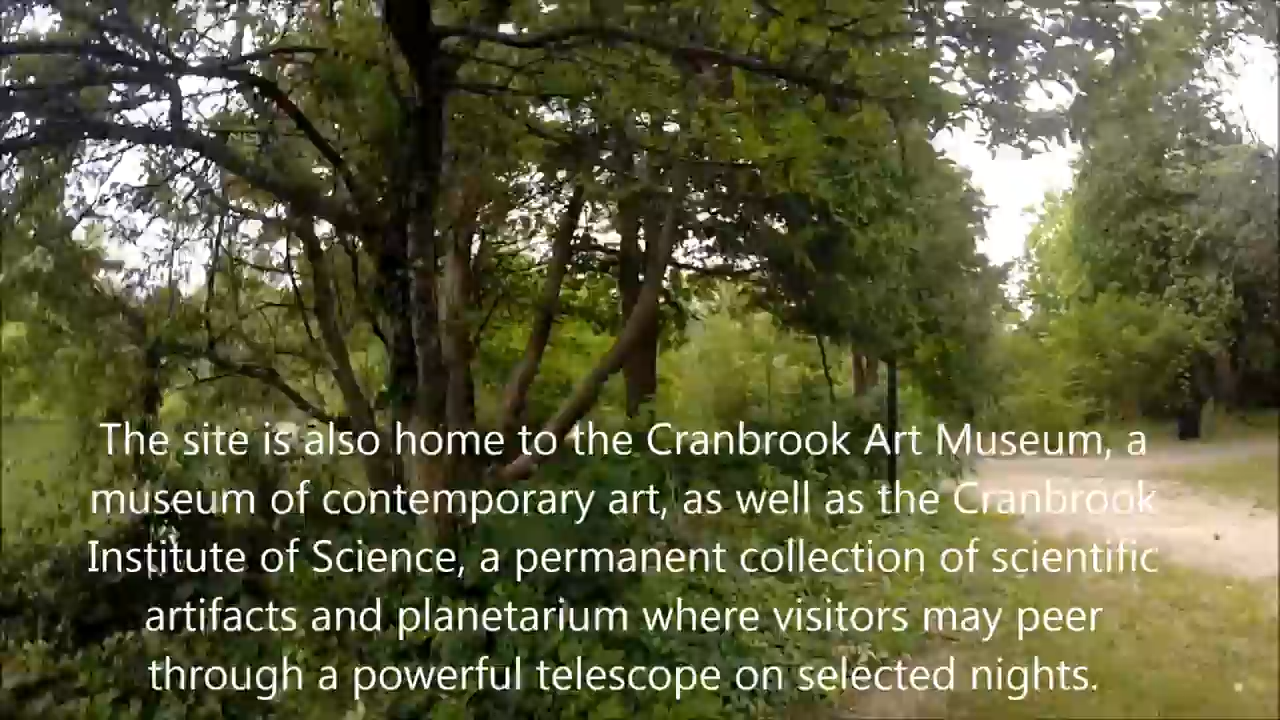 The site is also home to the Cranbrook Art Museum, a
museum of contemporary art, as well as the Cranbrook
Institute of Science, a permanent collection of scientific
artifacts and planetarium where visitors may peer
through a powerful telescope on selected nights.